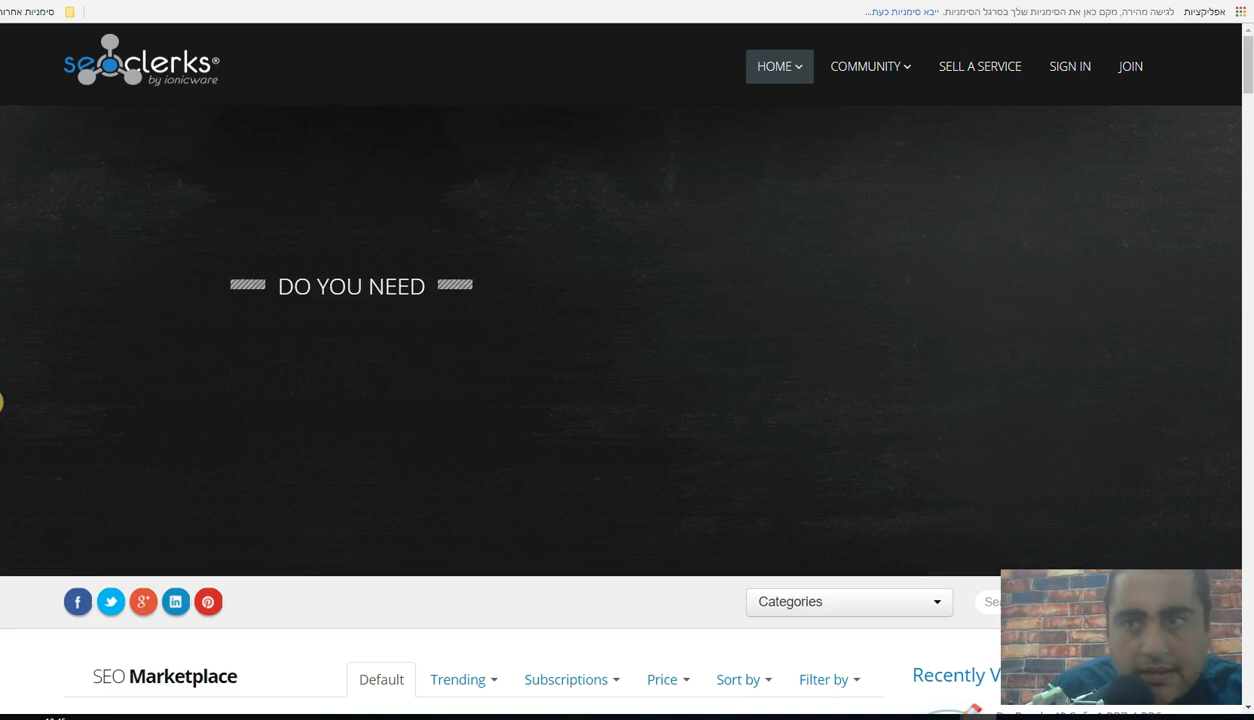 אפליקציות לגישה מהירה, מקם כאן את הסימניות שלך בסרגל הסימניות. ייבא סימניות כעת... סימניות אחרות
seoclerks®
by ionicware
HOME COMMUNITY SELL A SERVICE SIGN IN JOIN
DO YOU NEED
Categories Sea
SEO Marketplace Default Trending Subscriptions Price Sort by Filter by Recently V